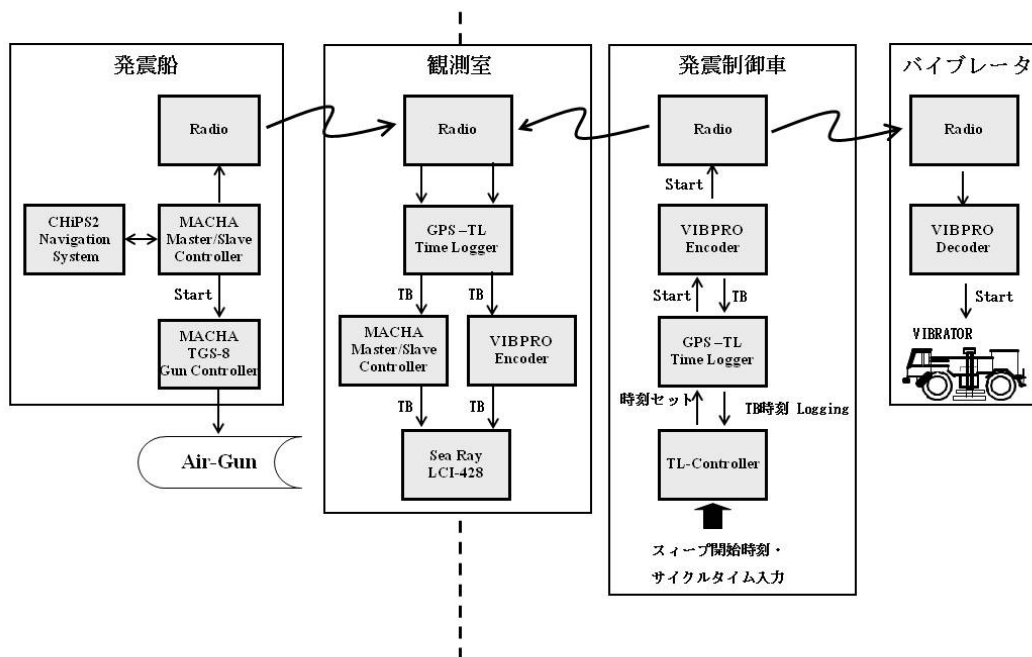 発震船
Radio
CHiPS2
Navigation
System
MACHA
Master/Slave
Controller
Start
MACHA
TGS-8
Gun Controller
Air-Gun
観測室
Radio
GPS-TL
Time Logger
TB
TB
MACHA
Master/Slave
Controller
VIBPRO
Encoder
TB
TB
Sea Ray
LCI-428
発震制御車
Radio
Start
VIBPRO
Encoder
Start
TB
GPS-TL
Time Logger
時刻セット
TB時刻 Logging
TL-Controller
スィープ開始時刻・
サイクルタイム入力
バイブレータ
Radio
VIBPRO
Decoder
Start
VIBRATOR